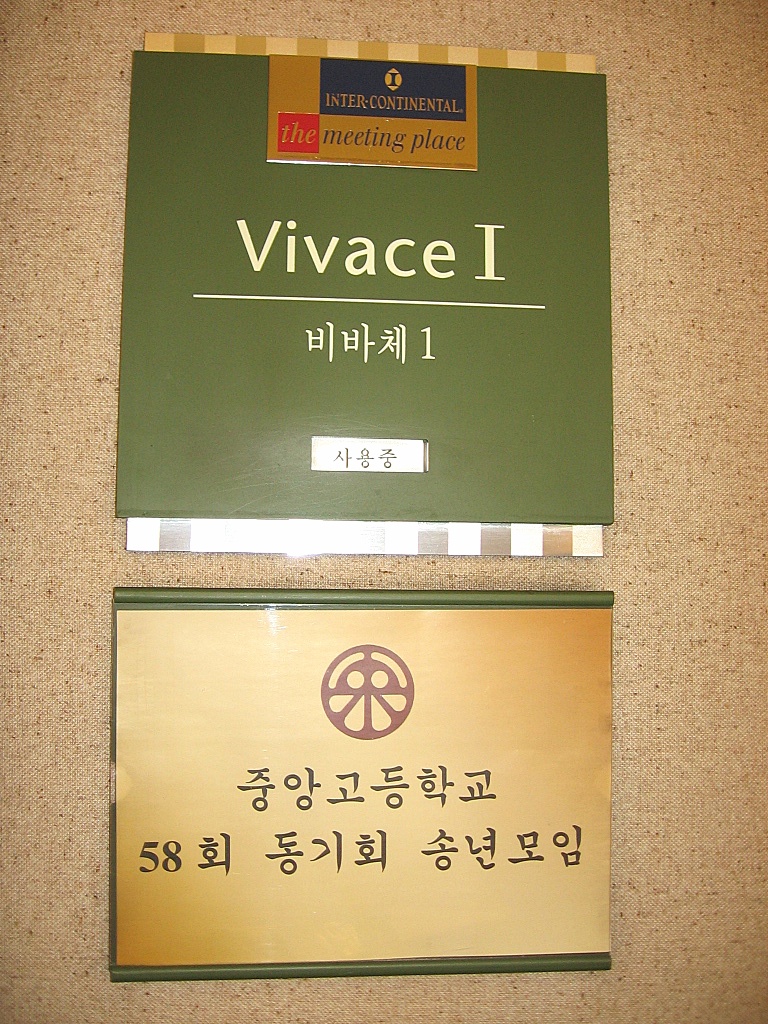 INTER·CONTINENTAL®
the meeting place
Vivace I
비바체 1
사용중
중앙고등학교
58회 동기회 송년모임